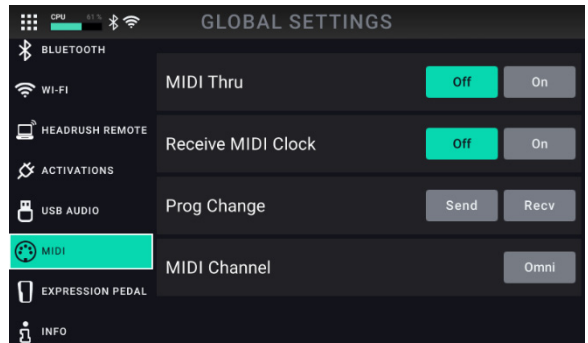 CPU 61 %
GLOBAL SETTINGS
BLUETOOTH
WI-FI
HEADRUSH REMOTE
ACTIVATIONS
USB AUDIO
MIDI
EXPRESSION PEDAL
INFO
MIDI Thru Off On
Receive MIDI Clock Off On
Prog Change Send Recv
MIDI Channel Omni